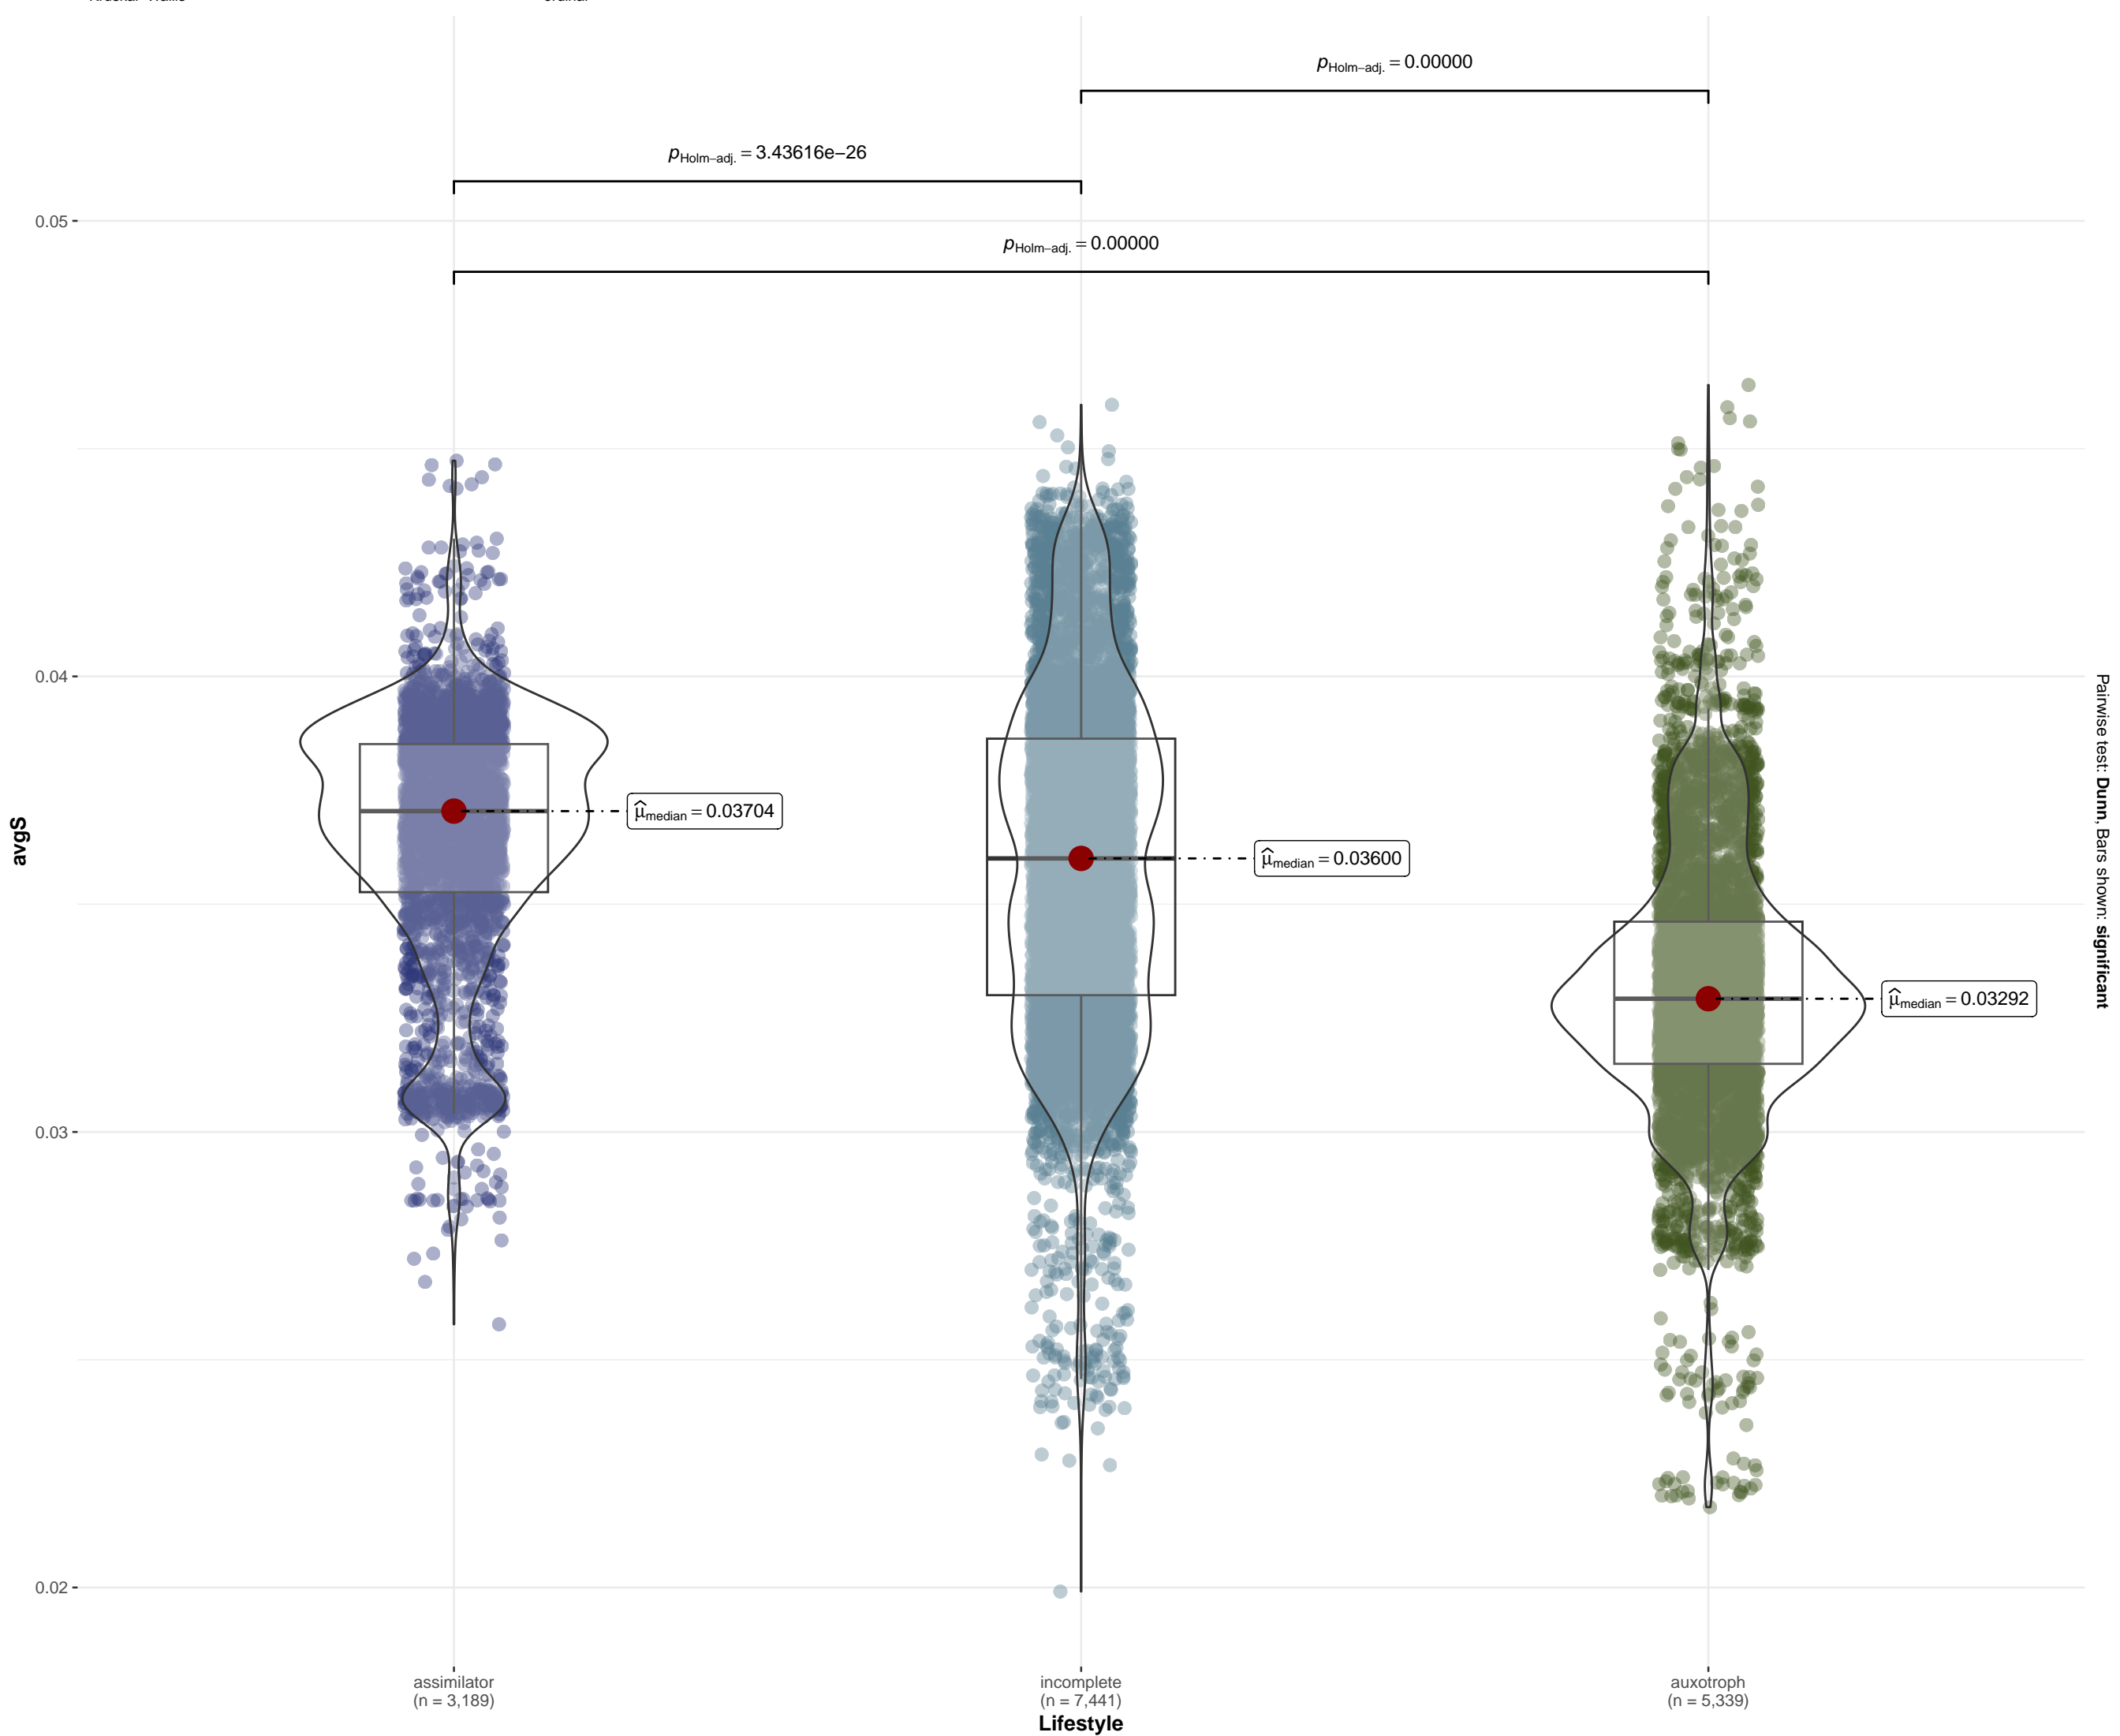 pHolm−adj. = 0.00000
pHolm−adj. = 3.43616e−26
0.05
pHolm−adj. = 0.00000
0.04
0.03
0.02
avgS
μ̂median = 0.03704
μ̂median = 0.03600
μ̂median = 0.03292
Pairwise test: Dunn, Bars shown: significant
assimilator
(n = 3,189)
incomplete
(n = 7,441)
auxotroph
(n = 5,339)
Lifestyle